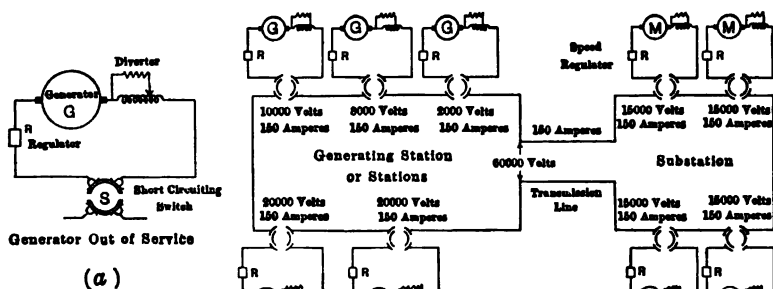 Diverter
Generator
G
R
Regulator
S
Short Circuiting
Switch
Generator Out of Service
(a)
G
G
G
R
R
R
10000 Volts
150 Amperes
8000 Volts
150 Amperes
2000 Volts
150 Amperes
Generating Station
or Stations
20000 Volts
150 Amperes
20000 Volts
150 Amperes
R
R
150 Amperes
60000 Volts
Transmission
Line
Speed
Regulator
M
M
R
R
15000 Volts
150 Amperes
15000 Volts
150 Amperes
Substation
15000 Volts
150 Amperes
15000 Volts
150 Amperes
R
R